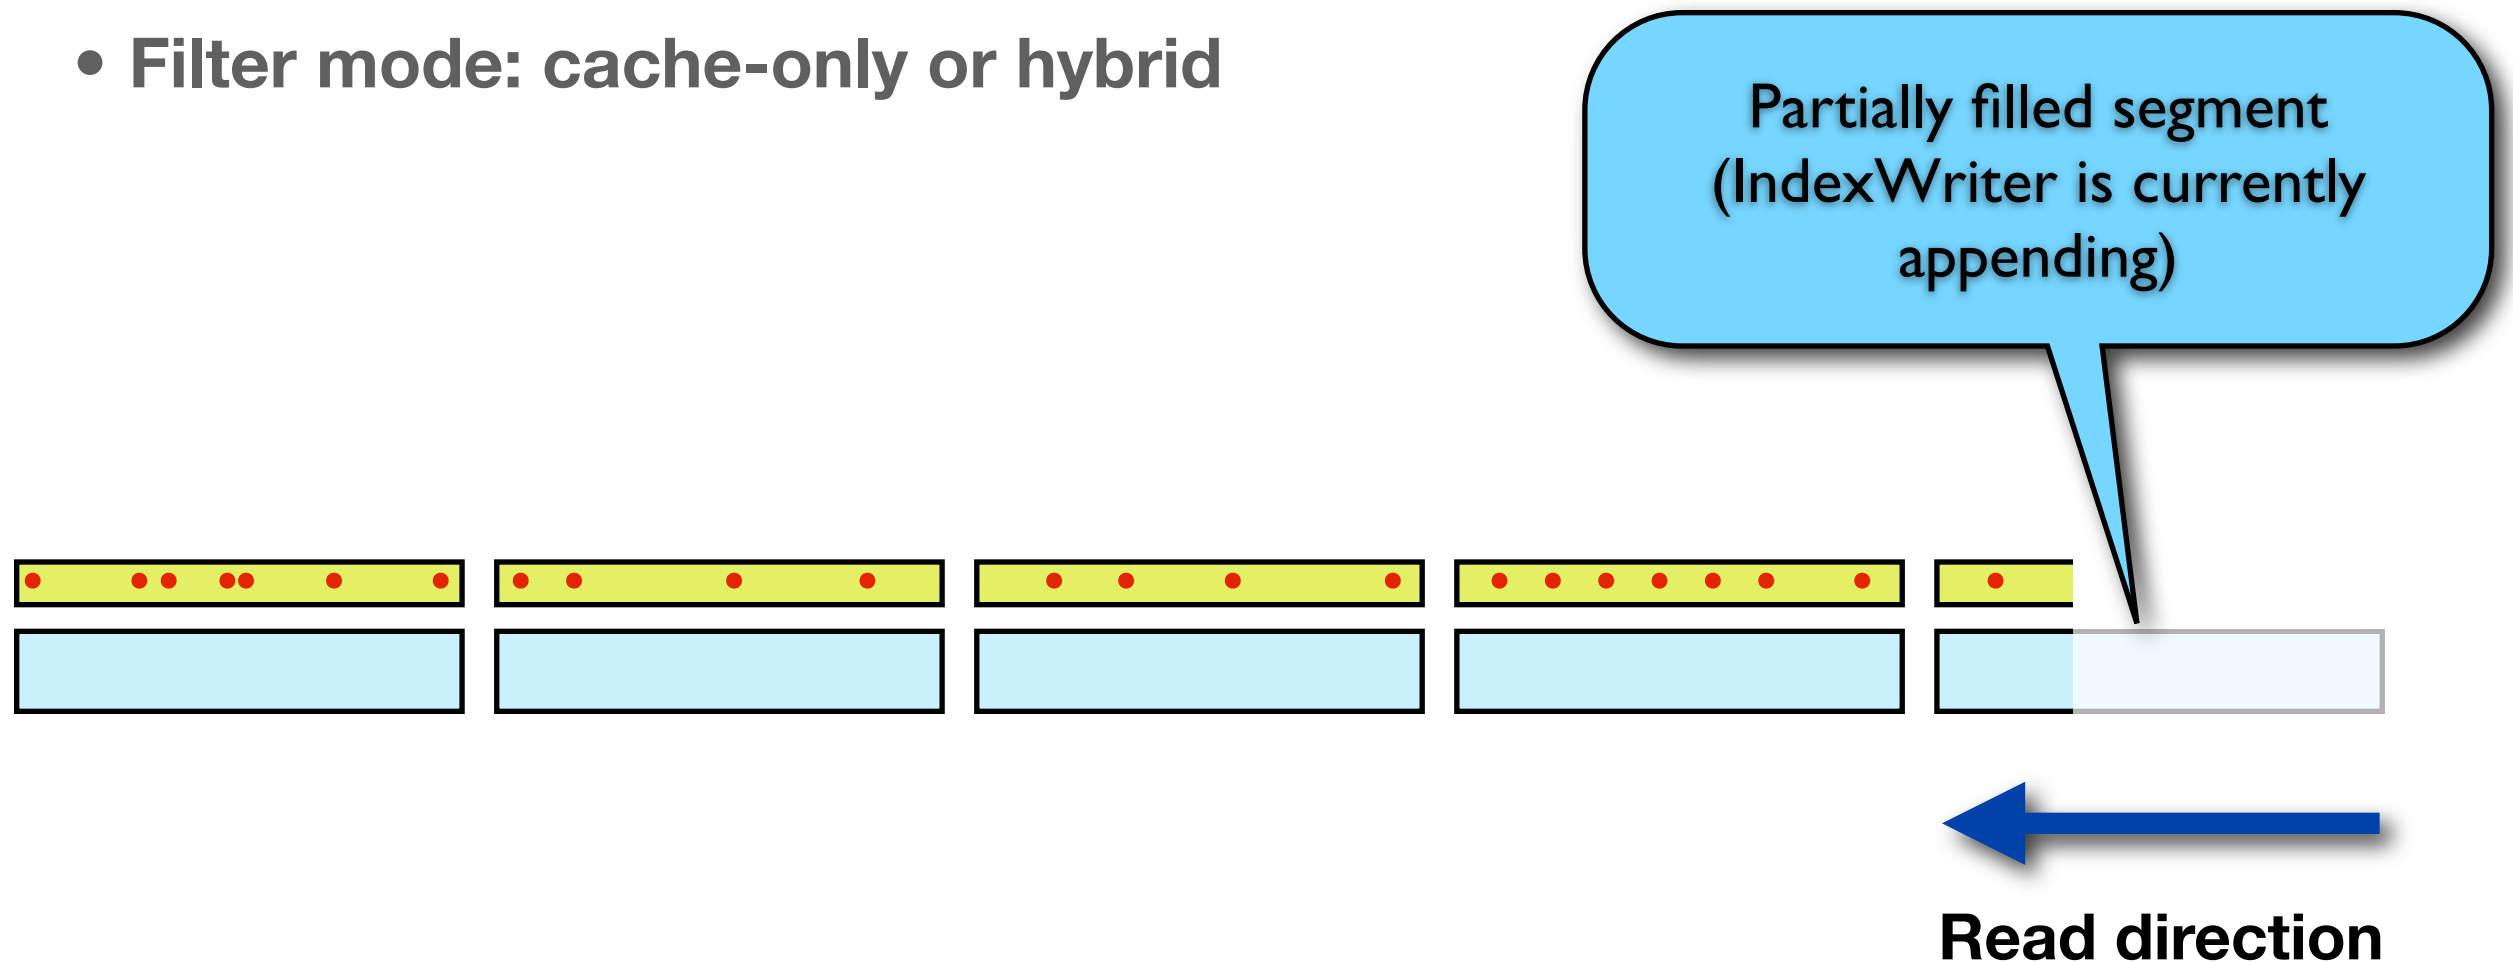 • Filter mode: cache-only or hybrid
Partially filled segment
(IndexWriter is currently
appending)
Read direction